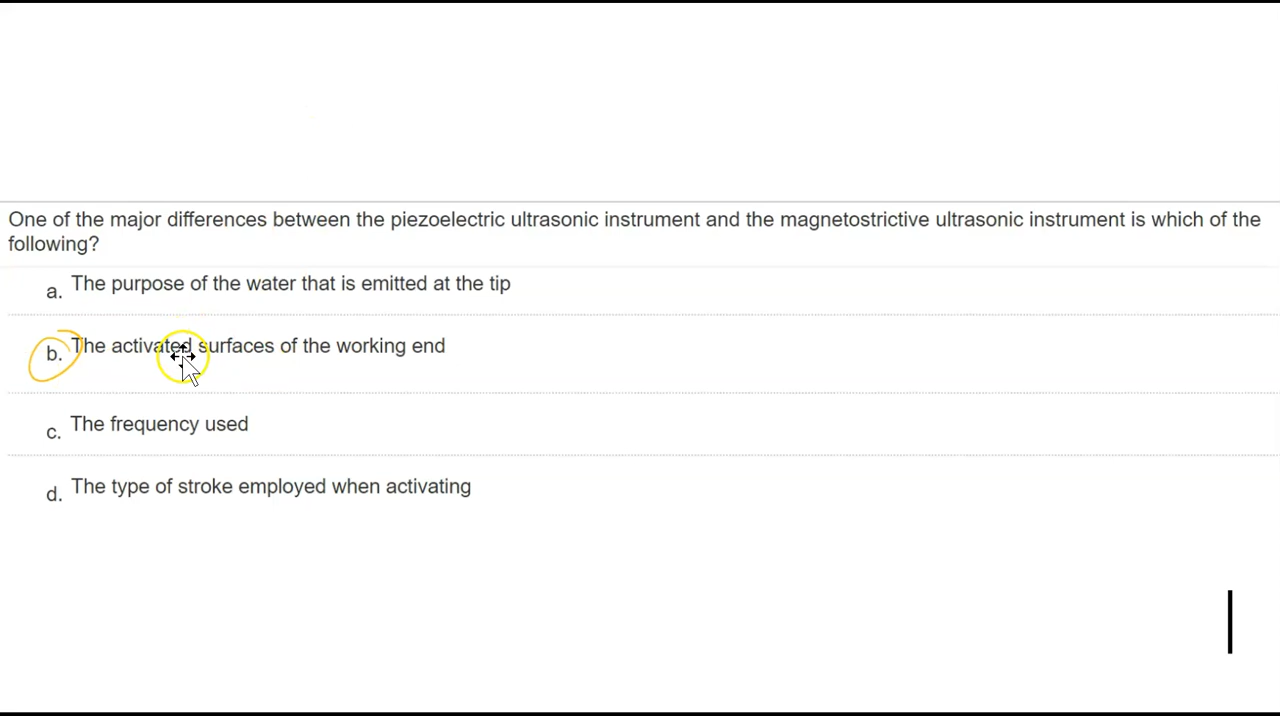 One of the major differences between the piezoelectric ultrasonic instrument and the magnetostrictive ultrasonic instrument is which of the
following?
a. The purpose of the water that is emitted at the tip
b. The activated surfaces of the working end
c. The frequency used
d. The type of stroke employed when activating